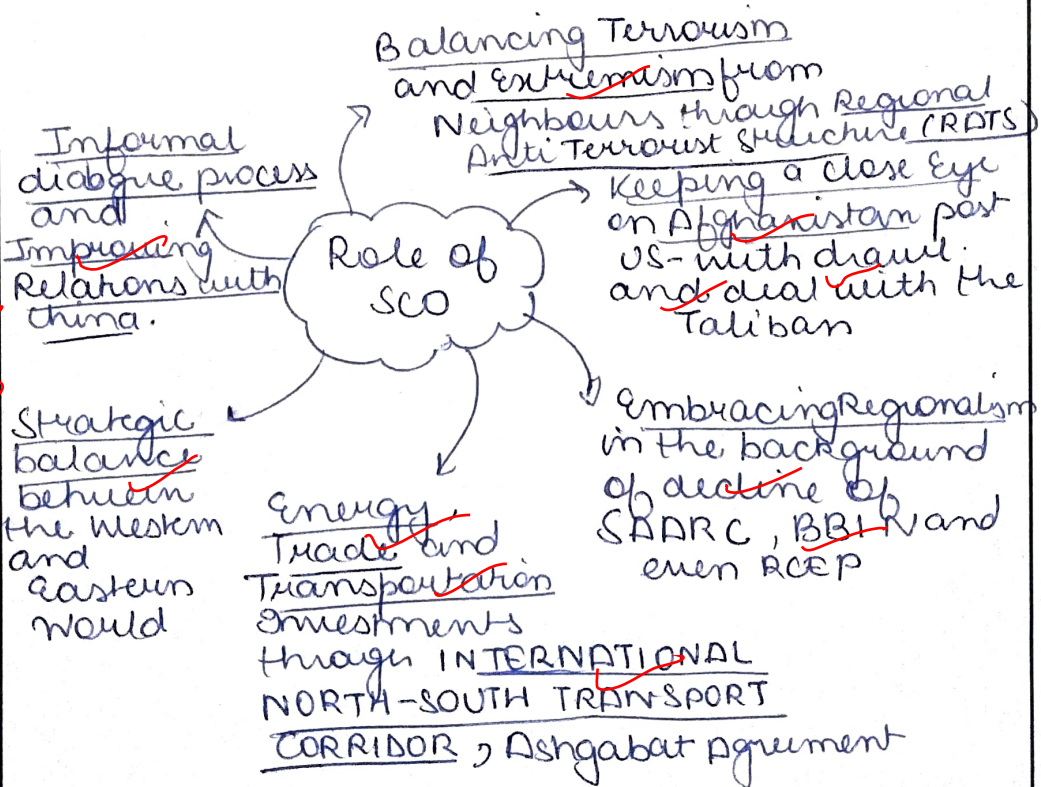 Balancing Terrorism
and Extremism from
Neighbours through Regional
Anti Terrorist Structure (RATS)
Informal
dialogue process
and
Improving
Relations with
China.
Role of
SCO
Keeping a close Eye
on Afghanistan post
US-with drawl.
and deal with the
Taliban
Strategic
balance
between
the Western
and
Eastern
World
Energy,
Trade and
Transportation
Investments
through INTERNATIONAL
NORTH-SOUTH TRANSPORT
CORRIDOR, Ashgabat Agreement
Embracing Regionalism
in the background
of decline of
SAARC, BBIN and
even RCEP